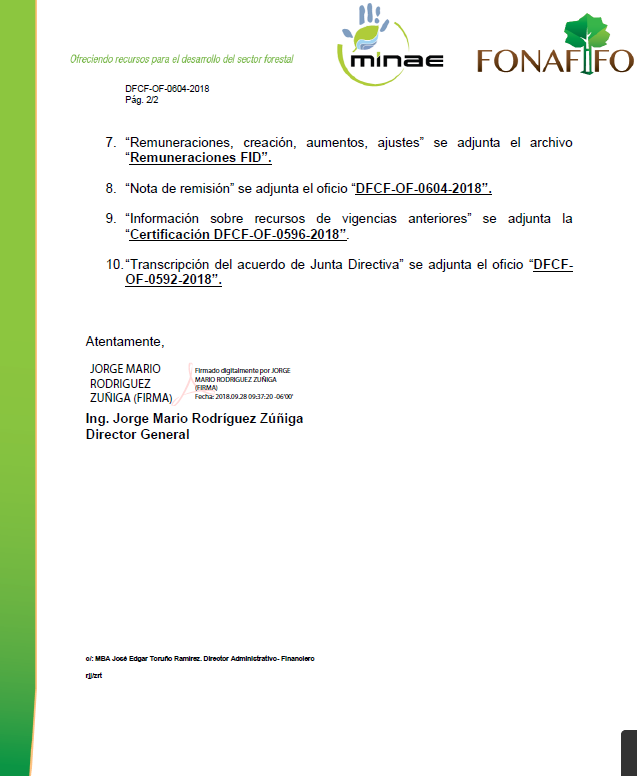 Ofreciendo recursos para el desarrollo del sector forestal
minae
FONAFIFO
DFCF-OF-0604-2018
Pág. 2/2
7. “Remuneraciones, creación, aumentos, ajustes” se adjunta el archivo
“Remuneraciones FID”.
8. “Nota de remisión” se adjunta el oficio “DFCF-OF-0604-2018”.
9. “Información sobre recursos de vigencias anteriores” se adjunta la
“Certificación DFCF-OF-0596-2018”.
10. “Transcripción del acuerdo de Junta Directiva” se adjunta el oficio “DFCF-
OF-0592-2018”.
Atentamente,
JORGE MARIO
RODRIGUEZ
ZUÑIGA (FIRMA)
Firmado digitalmente por JORGE
MARIO RODRIGUEZ ZUÑIGA
(FIRMA)
Fecha: 2018.09.28 09:37:20 -06'00'
Ing. Jorge Mario Rodríguez Zúñiga
Director General
c/: MBA José Edgar Toruño Ramírez. Director Administrativo- Financiero
rjj/zrt